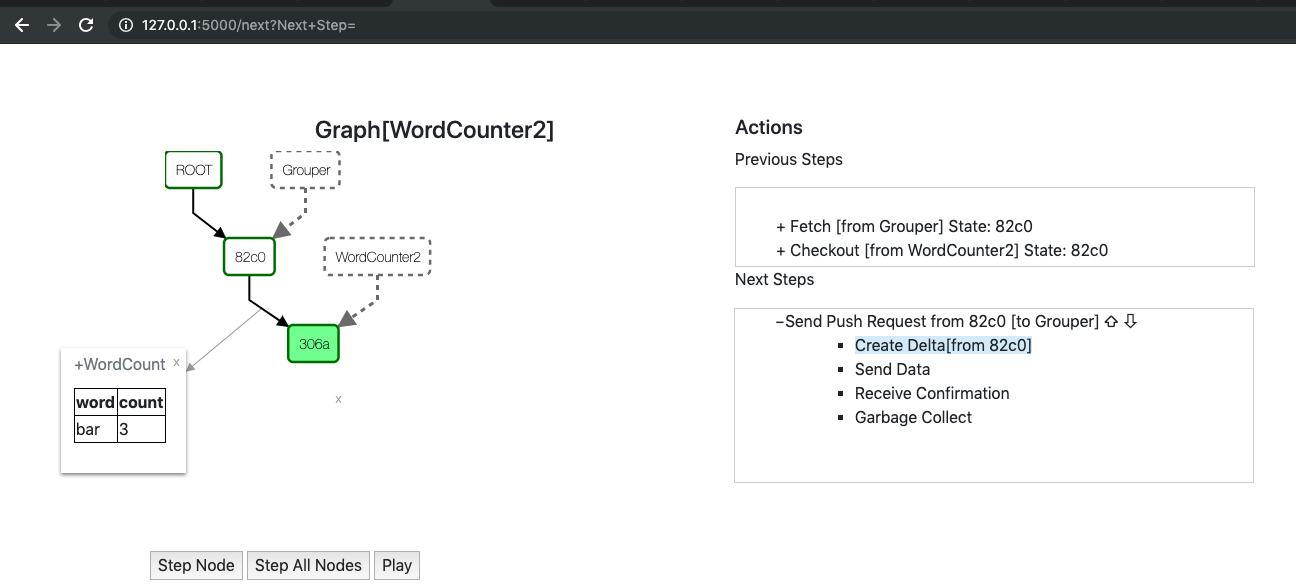 127.0.0.1:5000/next?Next+Step=
Graph[WordCounter2]
ROOT
Grouper
82c0
WordCounter2
306a
+WordCount x
word count
bar 3
x
Step Node
Step All Nodes
Play
Actions
Previous Steps
+ Fetch [from Grouper] State: 82c0
+ Checkout [from WordCounter2] State: 82c0
Next Steps
−Send Push Request from 82c0 [to Grouper] ⇧ ⇩
▪ Create Delta[from 82c0]
▪ Send Data
▪ Receive Confirmation
▪ Garbage Collect